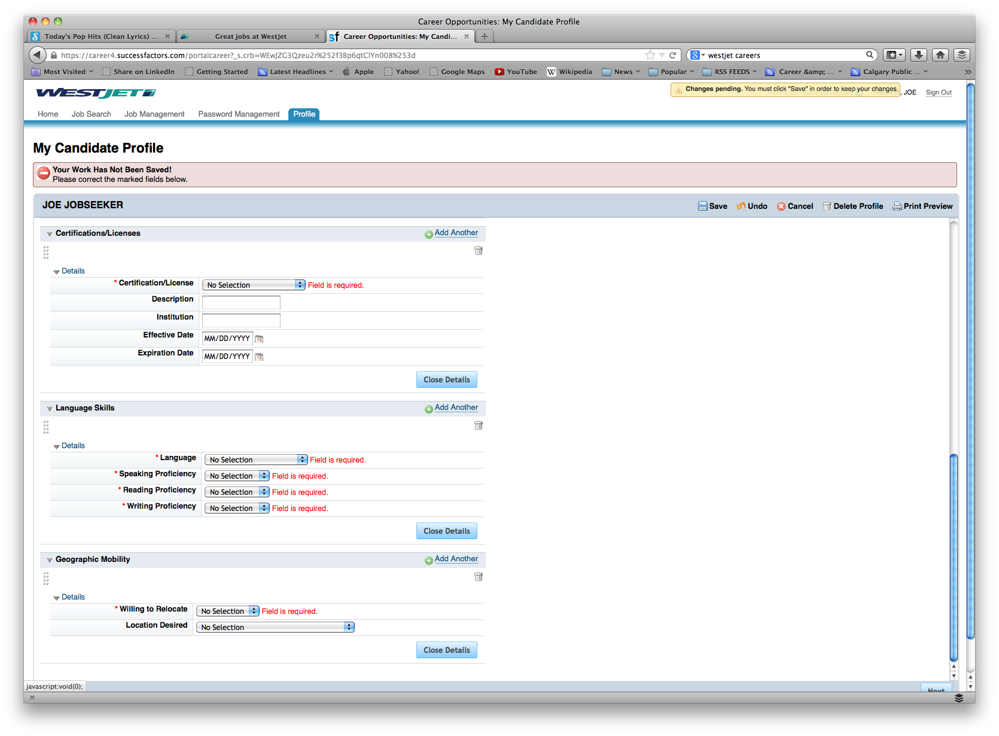 Career Opportunities: My Candidate Profile
Today's Pop Hits (Clean Lyrics) ...
Great jobs at WestJet
sf Career Opportunities: My Candi...
https://career4.successfactors.com/portalcareer?_s.crb=WEwJZG3Qzeu2r%252f3Bp6qtClYn008%253d
westjet careers
Most Visited Share on LinkedIn Getting Started Latest Headlines Apple Yahoo! Google Maps YouTube W Wikipedia News Popular RSS FEEDS Career &amp; ... Calgary Public ... »
WESTJET
Changes pending. You must click "Save" in order to keep your changes.
, JOE Sign Out
Home Job Search Job Management Password Management Profile
My Candidate Profile
Your Work Has Not Been Saved!
Please correct the marked fields below.
JOE JOBSEEKER
Save Undo Cancel Delete Profile Print Preview
Certifications/Licenses Add Another
Details
* Certification/License No Selection Field is required.
Description
Institution
Effective Date MM/DD/YYYY
Expiration Date MM/DD/YYYY
Close Details
Language Skills Add Another
Details
* Language No Selection Field is required.
* Speaking Proficiency No Selection Field is required.
* Reading Proficiency No Selection Field is required.
* Writing Proficiency No Selection Field is required.
Close Details
Geographic Mobility Add Another
Details
* Willing to Relocate No Selection Field is required.
Location Desired No Selection
Close Details
javascript:void(0);
Next